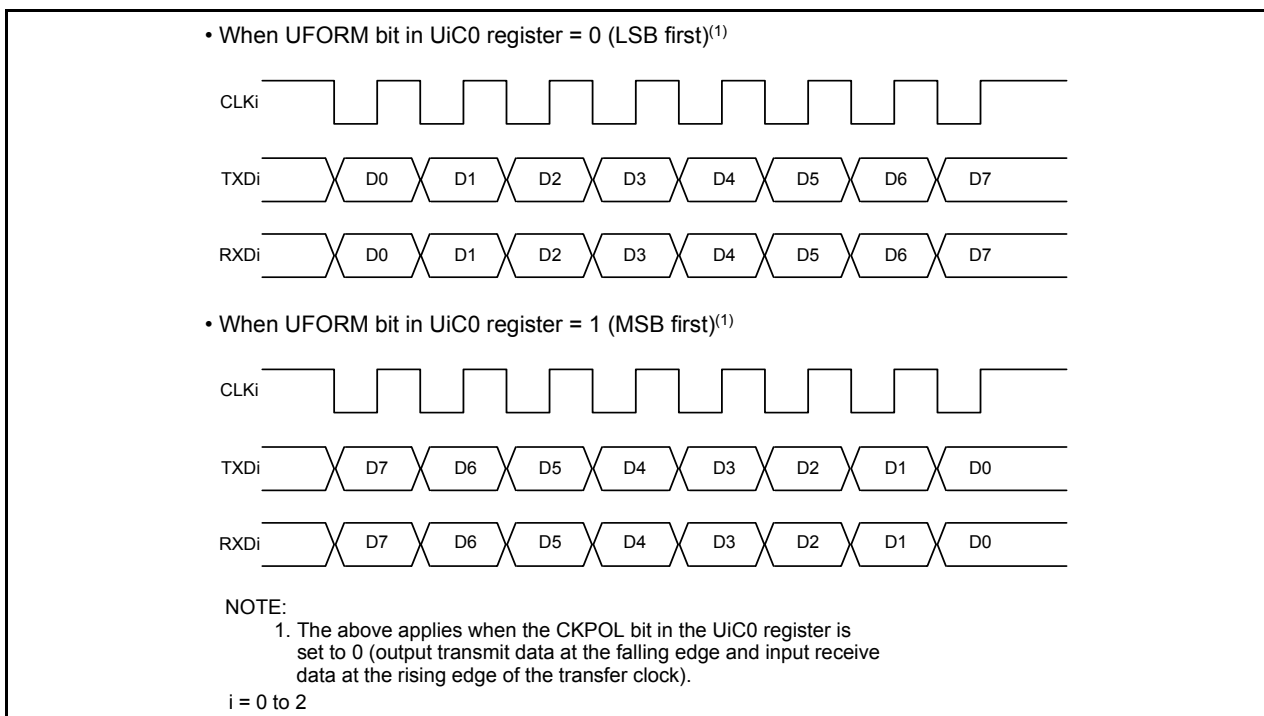 • When UFORM bit in UiC0 register = 0 (LSB first)(1)
CLKi
TXDi D0 D1 D2 D3 D4 D5 D6 D7
RXDi D0 D1 D2 D3 D4 D5 D6 D7
• When UFORM bit in UiC0 register = 1 (MSB first)(1)
CLKi
TXDi D7 D6 D5 D4 D3 D2 D1 D0
RXDi D7 D6 D5 D4 D3 D2 D1 D0
NOTE:
1. The above applies when the CKPOL bit in the UiC0 register is
set to 0 (output transmit data at the falling edge and input receive
data at the rising edge of the transfer clock).
i = 0 to 2